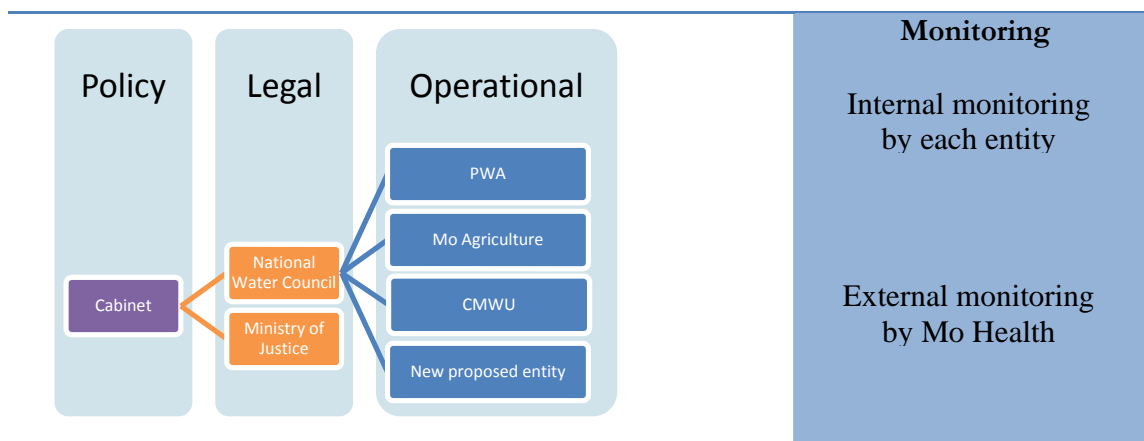 Policy
Legal
Operational
Cabinet
National
Water Council
Ministry of
Justice
PWA
Mo Agriculture
CMWU
New proposed entity
Monitoring
Internal monitoring
by each entity
External monitoring
by Mo Health